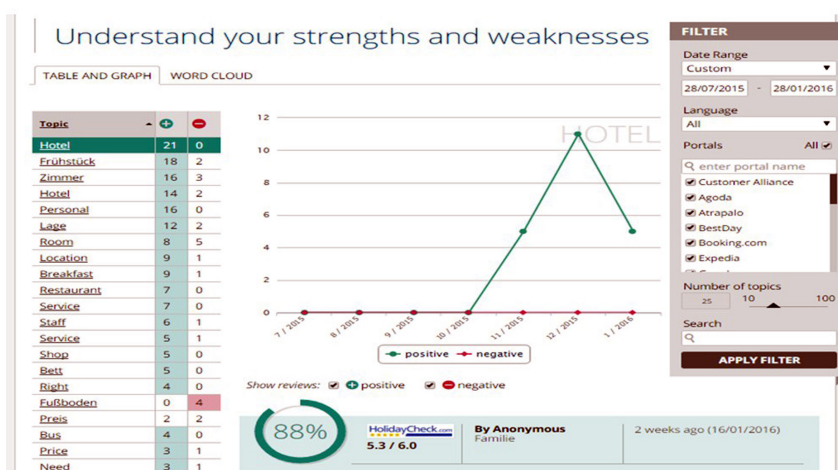 Understand your strengths and weaknesses
TABLE AND GRAPH WORD CLOUD
Topic
Hotel 21 0
Frühstück 18 2
Zimmer 16 3
Hotel 14 2
Personal 16 0
Lage 12 2
Room 8 5
Location 9 1
Breakfast 9 1
Restaurant 7 0
Service 7 0
Staff 6 1
Service 5 1
Shop 5 0
Bett 5 0
Right 4 0
Fußboden 0 4
Preis 2 2
Bus 4 0
Price 3 1
Need 3 1
HOTEL
12
10
8
6
4
2
0
7 / 2015 8 / 2015 9 / 2015 10 / 2015 11 / 2015 12 / 2015 1 / 2016
positive negative
Show reviews: positive negative
88%
HolidayCheck.com
5.3 / 6.0
By Anonymous
Familie
2 weeks ago (16/01/2016)
FILTER
Date Range
Custom
28/07/2015 - 28/01/2016
Language
All
Portals All
enter portal name
Customer Alliance
Agoda
Atrapalo
BestDay
Booking.com
Expedia
Number of topics
25 10 100
Search
APPLY FILTER